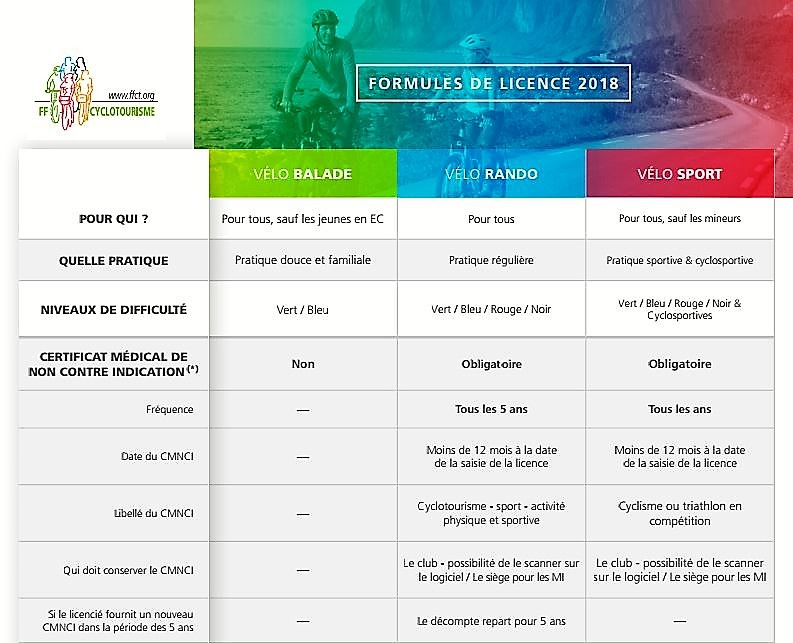 FORMULES DE LICENCE 2018
www.ffct.org
FF CYCLOTOURISME
VÉLO BALADE
VÉLO RANDO
VÉLO SPORT
POUR QUI ?
Pour tous, sauf les jeunes en EC
Pour tous
Pour tous, sauf les mineurs
QUELLE PRATIQUE
Pratique douce et familiale
Pratique régulière
Pratique sportive & cyclosportive
NIVEAUX DE DIFFICULTÉ
Vert / Bleu
Vert / Bleu / Rouge / Noir
Vert / Bleu / Rouge / Noir &
Cyclosportives
CERTIFICAT MÉDICAL DE
NON CONTRE INDICATION (*)
Non
Obligatoire
Obligatoire
Fréquence
—
Tous les 5 ans
Tous les ans
Date du CMNCI
—
Moins de 12 mois à la date
de la saisie de la licence
Moins de 12 mois à la date
de la saisie de la licence
Libellé du CMNCI
—
Cyclotourisme - sport - activité
physique et sportive
Cyclisme ou triathlon en
compétition
Qui doit conserver le CMNCI
—
Le club - possibilité de le scanner sur
le logiciel / Le siège pour les MI
Le club - possibilité de le scanner
sur le logiciel / Le siège pour les MI
Si le licencié fournit un nouveau
CMNCI dans la période des 5 ans
—
Le décompte repart pour 5 ans
—